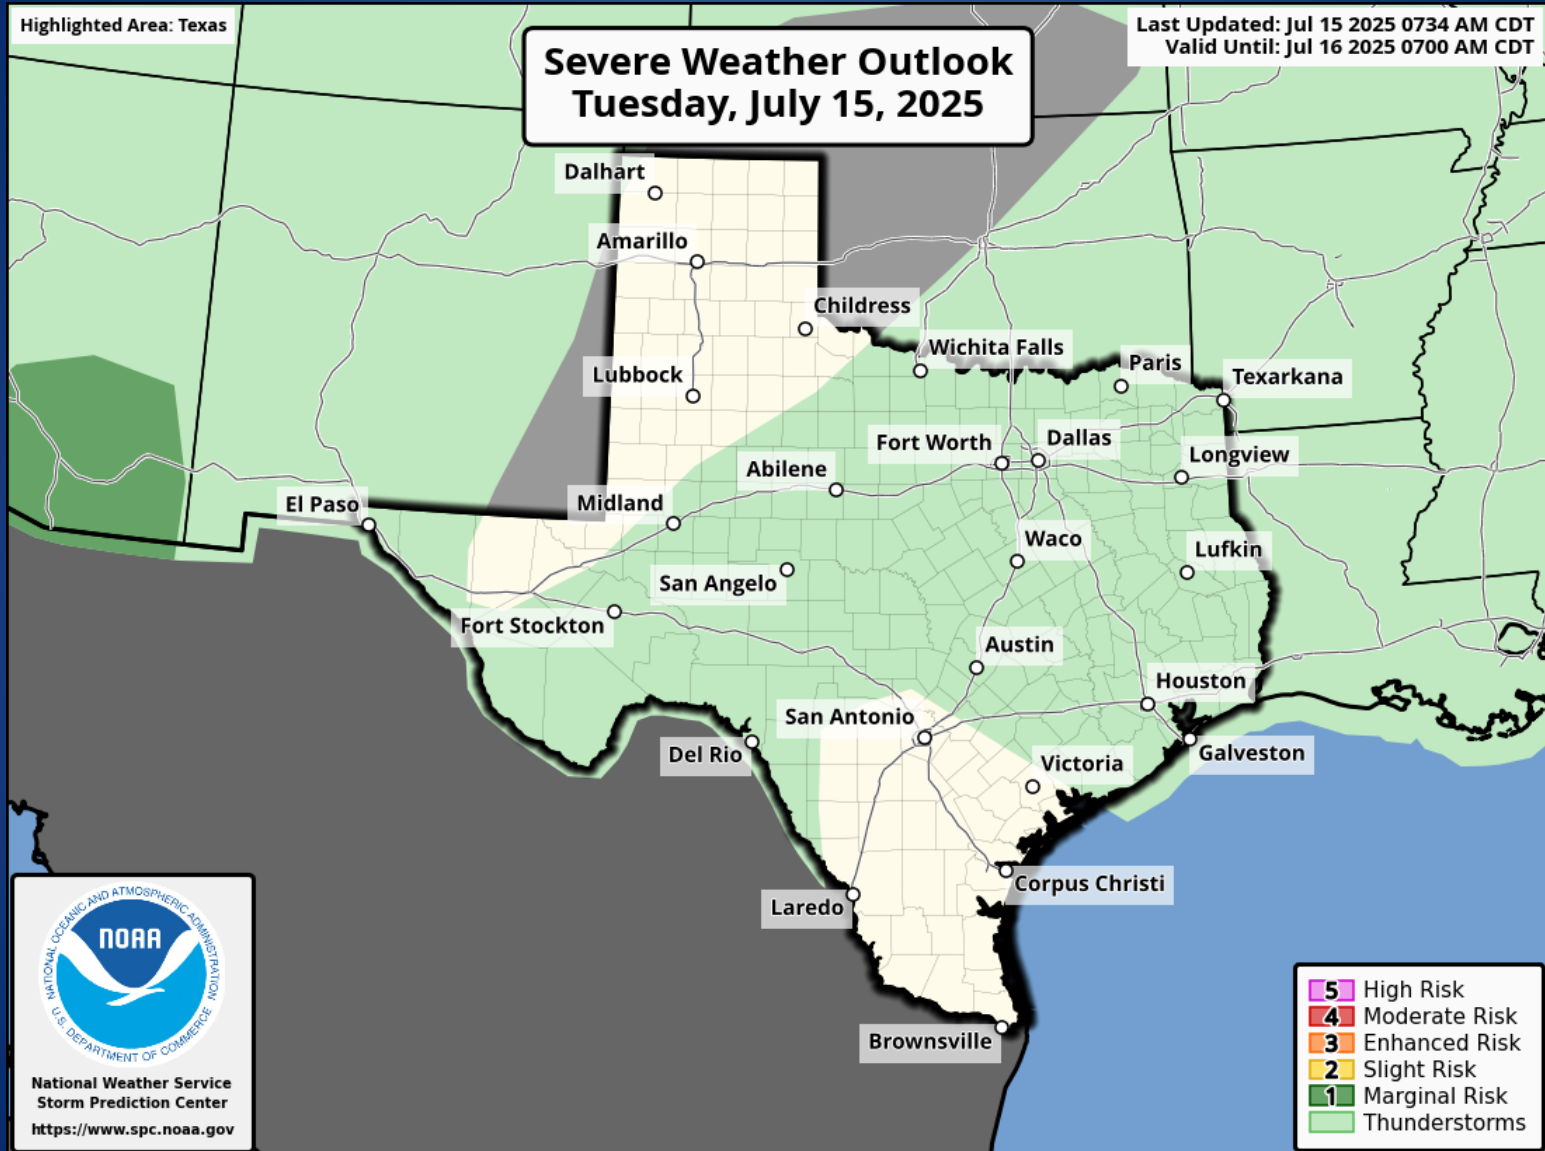 Highlighted Area: Texas
Severe Weather Outlook
Tuesday, July 15, 2025
Last Updated: Jul 15 2025 0734 AM CDT
Valid Until: Jul 16 2025 0700 AM CDT
Dalhart
Amarillo
Childress
Wichita Falls
Paris
Texarkana
Lubbock
Fort Worth
Dallas
Longview
Abilene
Midland
El Paso
Waco
Lufkin
San Angelo
Fort Stockton
Austin
Houston
San Antonio
Del Rio
Victoria
Galveston
Corpus Christi
Laredo
Brownsville
NATIONAL OCEANIC AND ATMOSPHERIC ADMINISTRATION
NOAA
U.S. DEPARTMENT OF COMMERCE
National Weather Service
Storm Prediction Center
https://www.spc.noaa.gov
5 High Risk
4 Moderate Risk
3 Enhanced Risk
2 Slight Risk
1 Marginal Risk
Thunderstorms